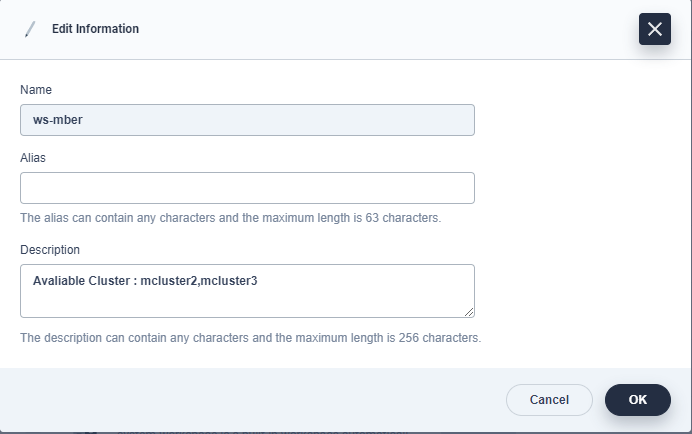 Edit Information
Name
ws-mber
Alias
The alias can contain any characters and the maximum length is 63 characters.
Description
Avaliable Cluster : mcluster2,mcluster3
The description can contain any characters and the maximum length is 256 characters.
Cancel
OK